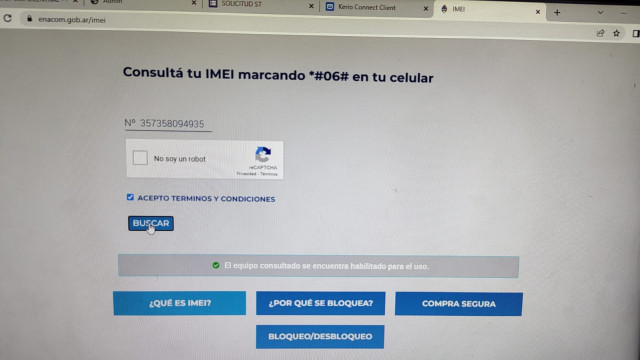 Admin
SOLICITUD ST
Kerio Connect Client
IMEI
enacom.gob.ar/imei
Consultá tu IMEI marcando *#06# en tu celular
Nº 357358094935
No soy un robot
reCAPTCHA
Privacidad - Términos
ACEPTO TERMINOS Y CONDICIONES
BUSCAR
El equipo consultado se encuentra habilitado para el uso.
¿QUÉ ES IMEI?
¿POR QUÉ SE BLOQUEA?
COMPRA SEGURA
BLOQUEO/DESBLOQUEO